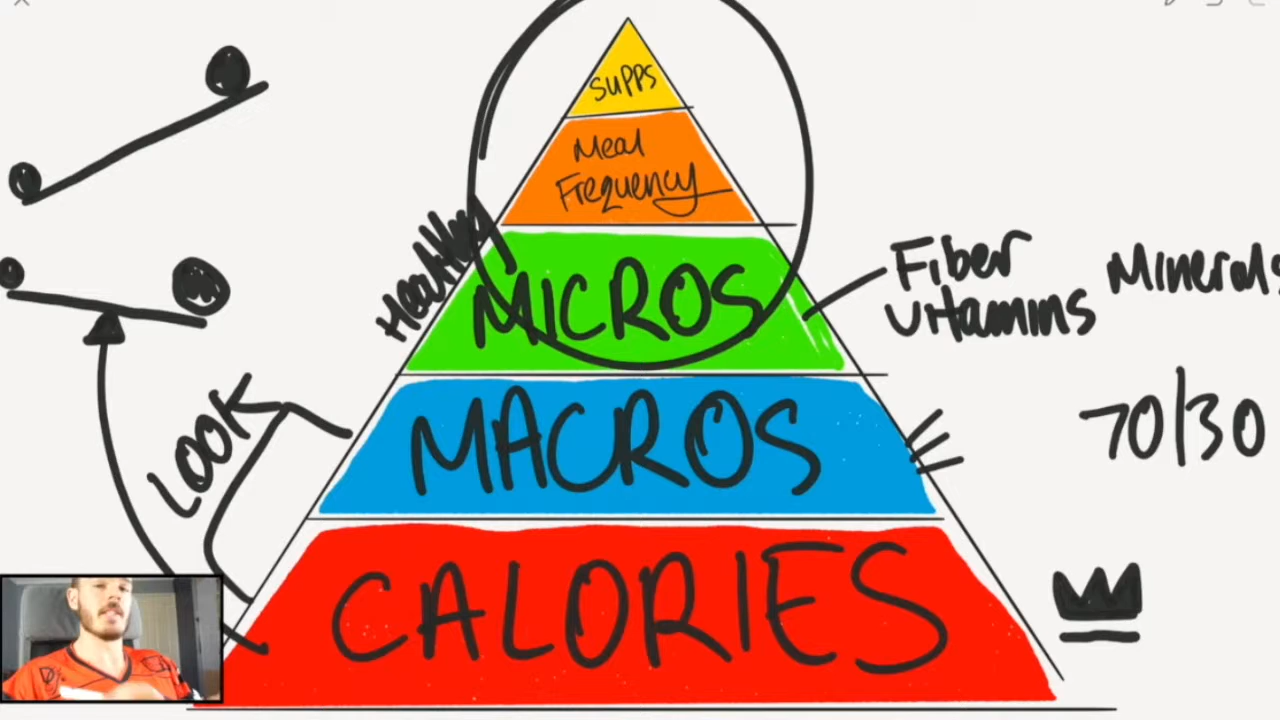 SUPPS
Meal
Frequency
Healthy
MICROS
Fiber
vitamins
Minerals
LOOK
MACROS
70/30
CALORIES